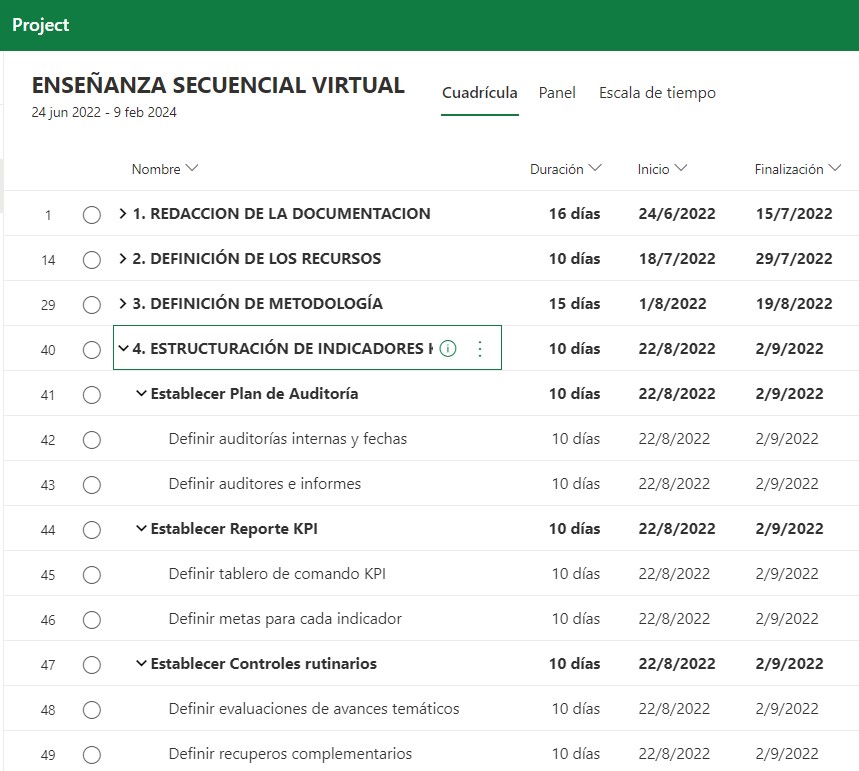 Project
ENSEÑANZA SECUENCIAL VIRTUAL
24 jun 2022 - 9 feb 2024
Cuadrícula Panel Escala de tiempo
Nombre Duración Inicio Finalización
1 1. REDACCION DE LA DOCUMENTACION 16 días 24/6/2022 15/7/2022
14 2. DEFINICIÓN DE LOS RECURSOS 10 días 18/7/2022 29/7/2022
29 3. DEFINICIÓN DE METODOLOGÍA 15 días 1/8/2022 19/8/2022
40 4. ESTRUCTURACIÓN DE INDICADORES 10 días 22/8/2022 2/9/2022
41 Establecer Plan de Auditoría 10 días 22/8/2022 2/9/2022
42 Definir auditorías internas y fechas 10 días 22/8/2022 2/9/2022
43 Definir auditores e informes 10 días 22/8/2022 2/9/2022
44 Establecer Reporte KPI 10 días 22/8/2022 2/9/2022
45 Definir tablero de comando KPI 10 días 22/8/2022 2/9/2022
46 Definir metas para cada indicador 10 días 22/8/2022 2/9/2022
47 Establecer Controles rutinarios 10 días 22/8/2022 2/9/2022
48 Definir evaluaciones de avances temáticos 10 días 22/8/2022 2/9/2022
49 Definir recuperos complementarios 10 días 22/8/2022 2/9/2022